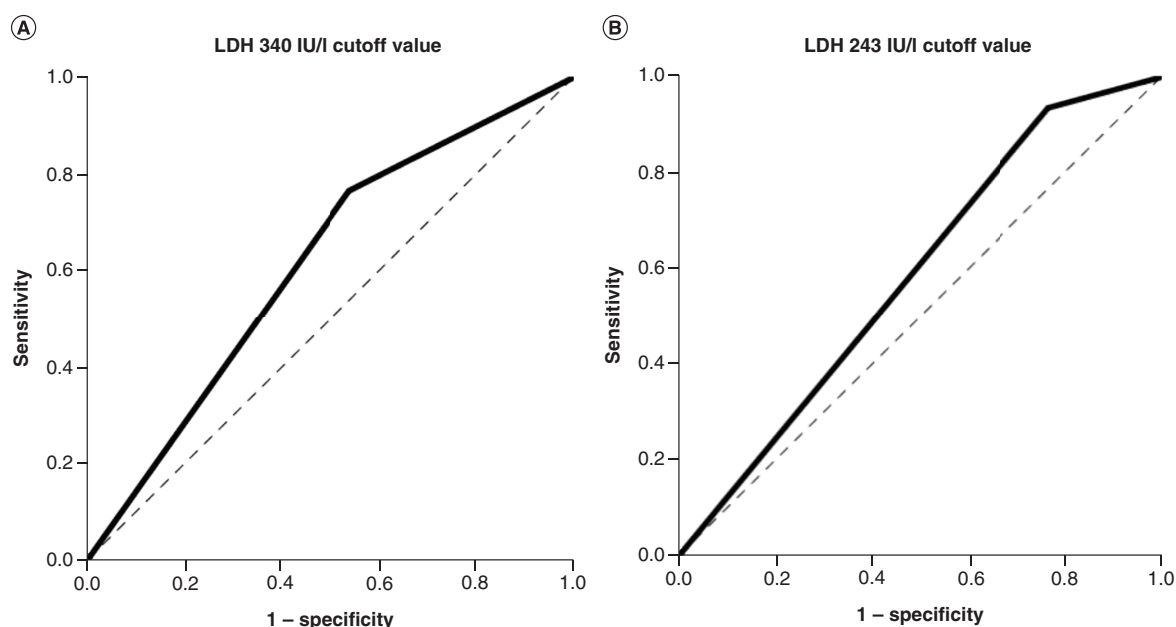 A
LDH 340 IU/l cutoff value
1.0
0.8
0.6
0.4
0.2
0.0
Sensitivity
0.0 0.2 0.4 0.6 0.8 1.0
1 – specificity
B
LDH 243 IU/l cutoff value
1.0
0.8
0.6
0.4
0.2
0.0
Sensitivity
0.0 0.2 0.4 0.6 0.8 1.0
1 – specificity